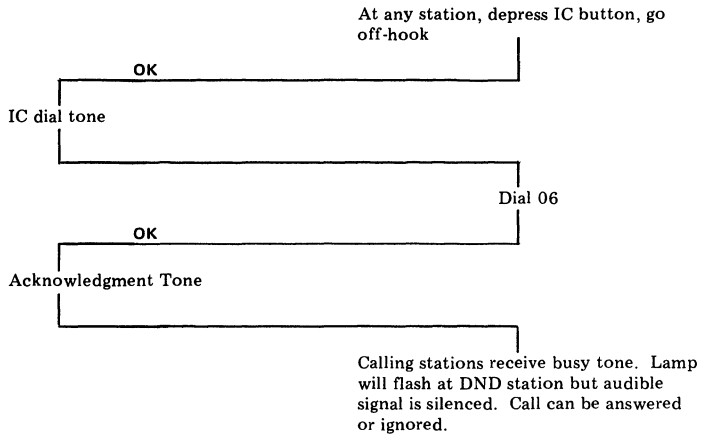 At any station, depress IC button, go
off-hook
OK
IC dial tone
Dial 06
OK
Acknowledgment Tone
Calling stations receive busy tone. Lamp
will flash at DND station but audible
signal is silenced. Call can be answered
or ignored.